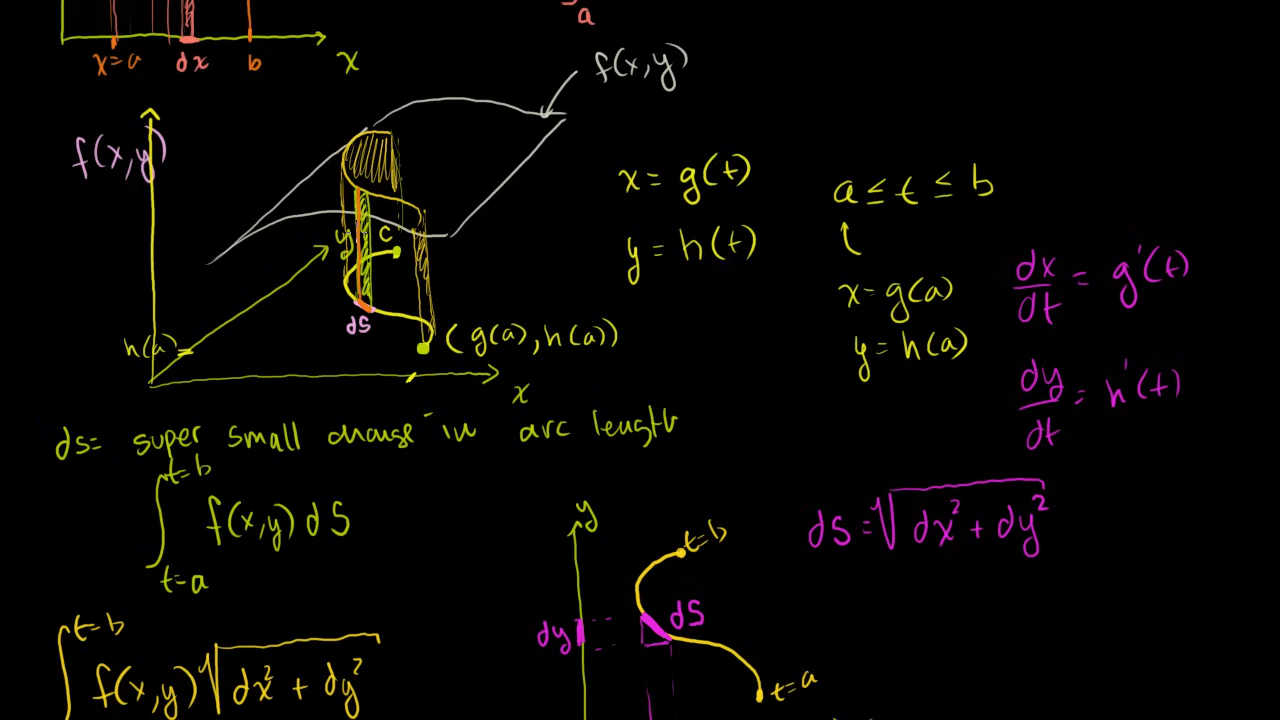 a
x=a dx b x
f(x,y)
f(x,y)
x = g(t)
y = h(t)
a ≤ t ≤ b
x = g(a)
y = h(a)
dx/dt = g'(t)
dy/dt = h'(t)
y
C
dS
h(a)
(g(a), h(a))
x
ds= super small change in arc length
∫_{t=a}^{t=b} f(x,y) dS
dS = √(dx² + dy²)
y
t=b
dS
dy
t=a
∫^{t=b} f(x,y) √(dx² + dy²)